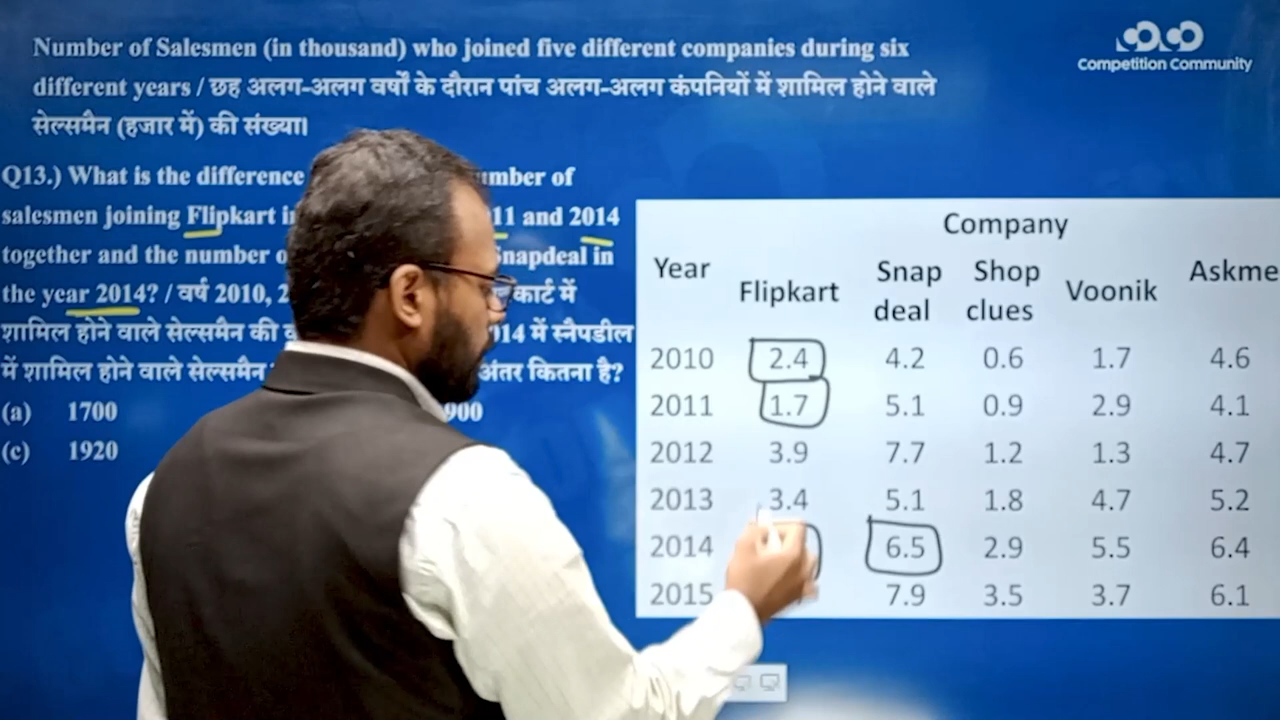 Competition Community
Number of Salesmen (in thousand) who joined five different companies during six
different years / छह अलग-अलग वर्षों के दौरान पांच अलग-अलग कंपनियों में शामिल होने वाले
सेल्समैन (हजार में) की संख्या।
Q13.) What is the difference
salesmen joining Flipkart 11 and 2014
together and the number Snapdeal in
the year 2014? / वर्ष 2010,
शामिल होने वाले सेल्समैन की में स्नैपडील
में शामिल होने वाले सेल्समैन अंतर कितना है?
(a) 1700
(c) 1920
Company
Year Flipkart Snap deal Shop clues Voonik Askme
2010 2.4 4.2 0.6 1.7 4.6
2011 1.7 5.1 0.9 2.9 4.1
2012 3.9 7.7 1.2 1.3 4.7
2013 3.4 5.1 1.8 4.7 5.2
2014 6.5 2.9 5.5 6.4
2015 7.9 3.5 3.7 6.1